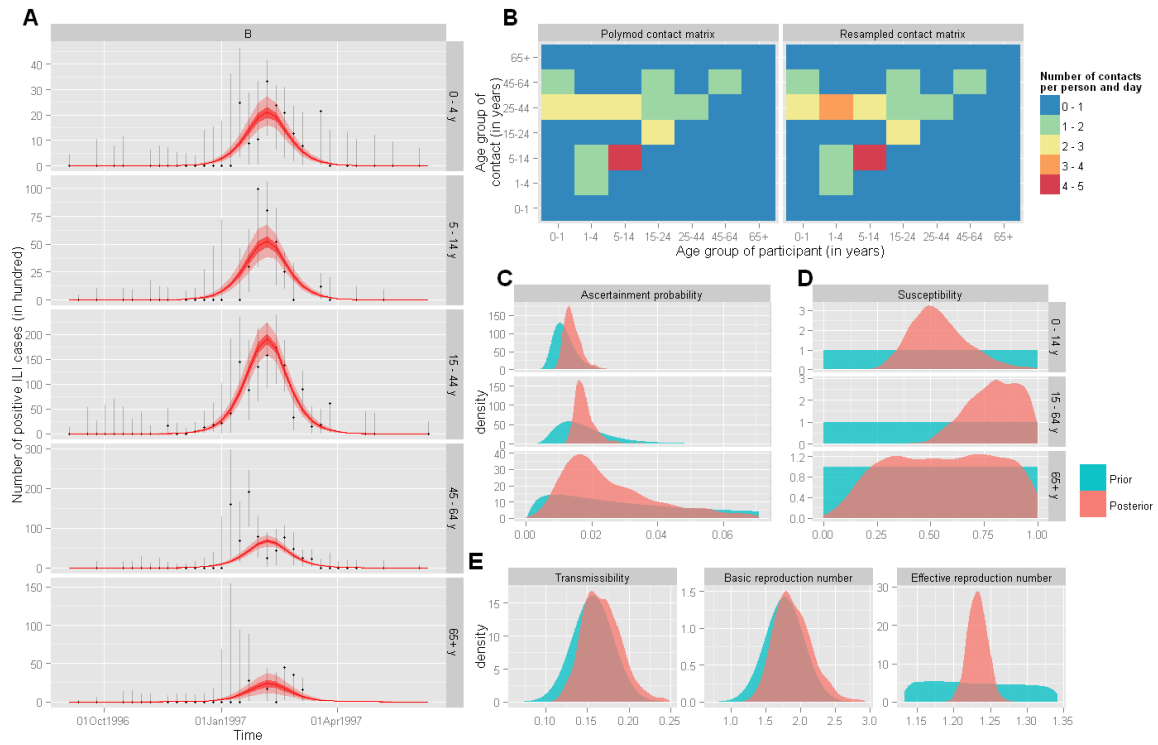 A
B
0 - 4 y
40
30
20
10
0
5 - 14 y
100
75
50
25
0
15 - 44 y
200
150
100
50
0
45 - 64 y
300
200
100
0
65+ y
150
100
50
0
01Oct1996
01Jan1997
01Apr1997
Time
Number of positive ILI cases (in hundred)
B
Polymod contact matrix
Resampled contact matrix
65+
45-64
25-44
15-24
5-14
1-4
0-1
Age group of
contact (in years)
0-1
1-4
5-14
15-24
25-44
45-64
65+
0-1
1-4
5-14
15-24
25-44
45-64
65+
Age group of participant (in years)
Number of contacts
per person and day
0 - 1
1 - 2
2 - 3
3 - 4
4 - 5
C
Ascertainment probability
150
100
50
0
150
100
50
0
40
30
20
10
0
density
0.00
0.02
0.04
0.06
D
Susceptibility
3
2
1
0
0 - 14 y
3
2
1
0
15 - 64 y
1.2
0.8
0.4
0.0
65+ y
0.00
0.25
0.50
0.75
1.00
Prior
Posterior
E
Transmissibility
15
10
5
0
density
0.10
0.15
0.20
0.25
Basic reproduction number
1.5
1.0
0.5
0.0
1.0
1.5
2.0
2.5
3.0
Effective reproduction number
30
20
10
0
1.15
1.20
1.25
1.30
1.35